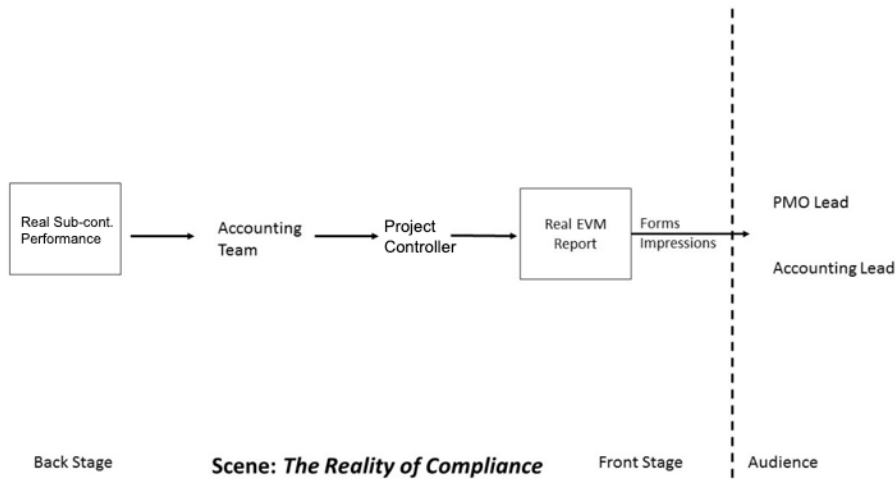 Real Sub-cont.
Performance
Accounting
Team
Project
Controller
Real EVM
Report
Forms
Impressions
PMO Lead
Accounting Lead
Back Stage
Scene: The Reality of Compliance
Front Stage
Audience